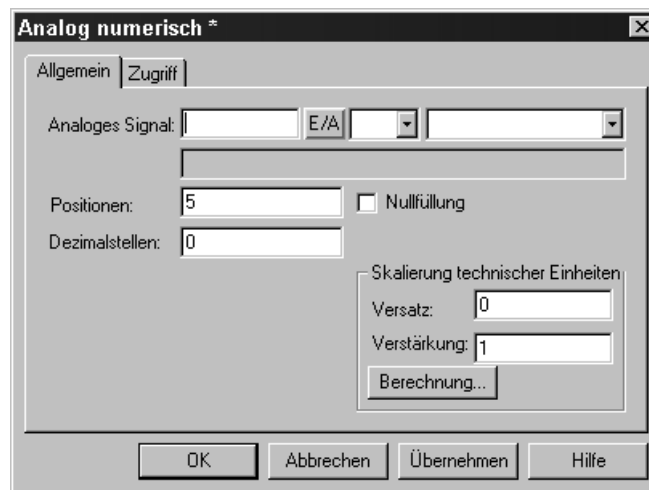 Analog numerisch *
Allgemein Zugriff
Analoges Signal: E/A
Positionen: 5 Nullfüllung
Dezimalstellen: 0
Skalierung technischer Einheiten
Versatz: 0
Verstärkung: 1
Berechnung...
OK Abbrechen Übernehmen Hilfe